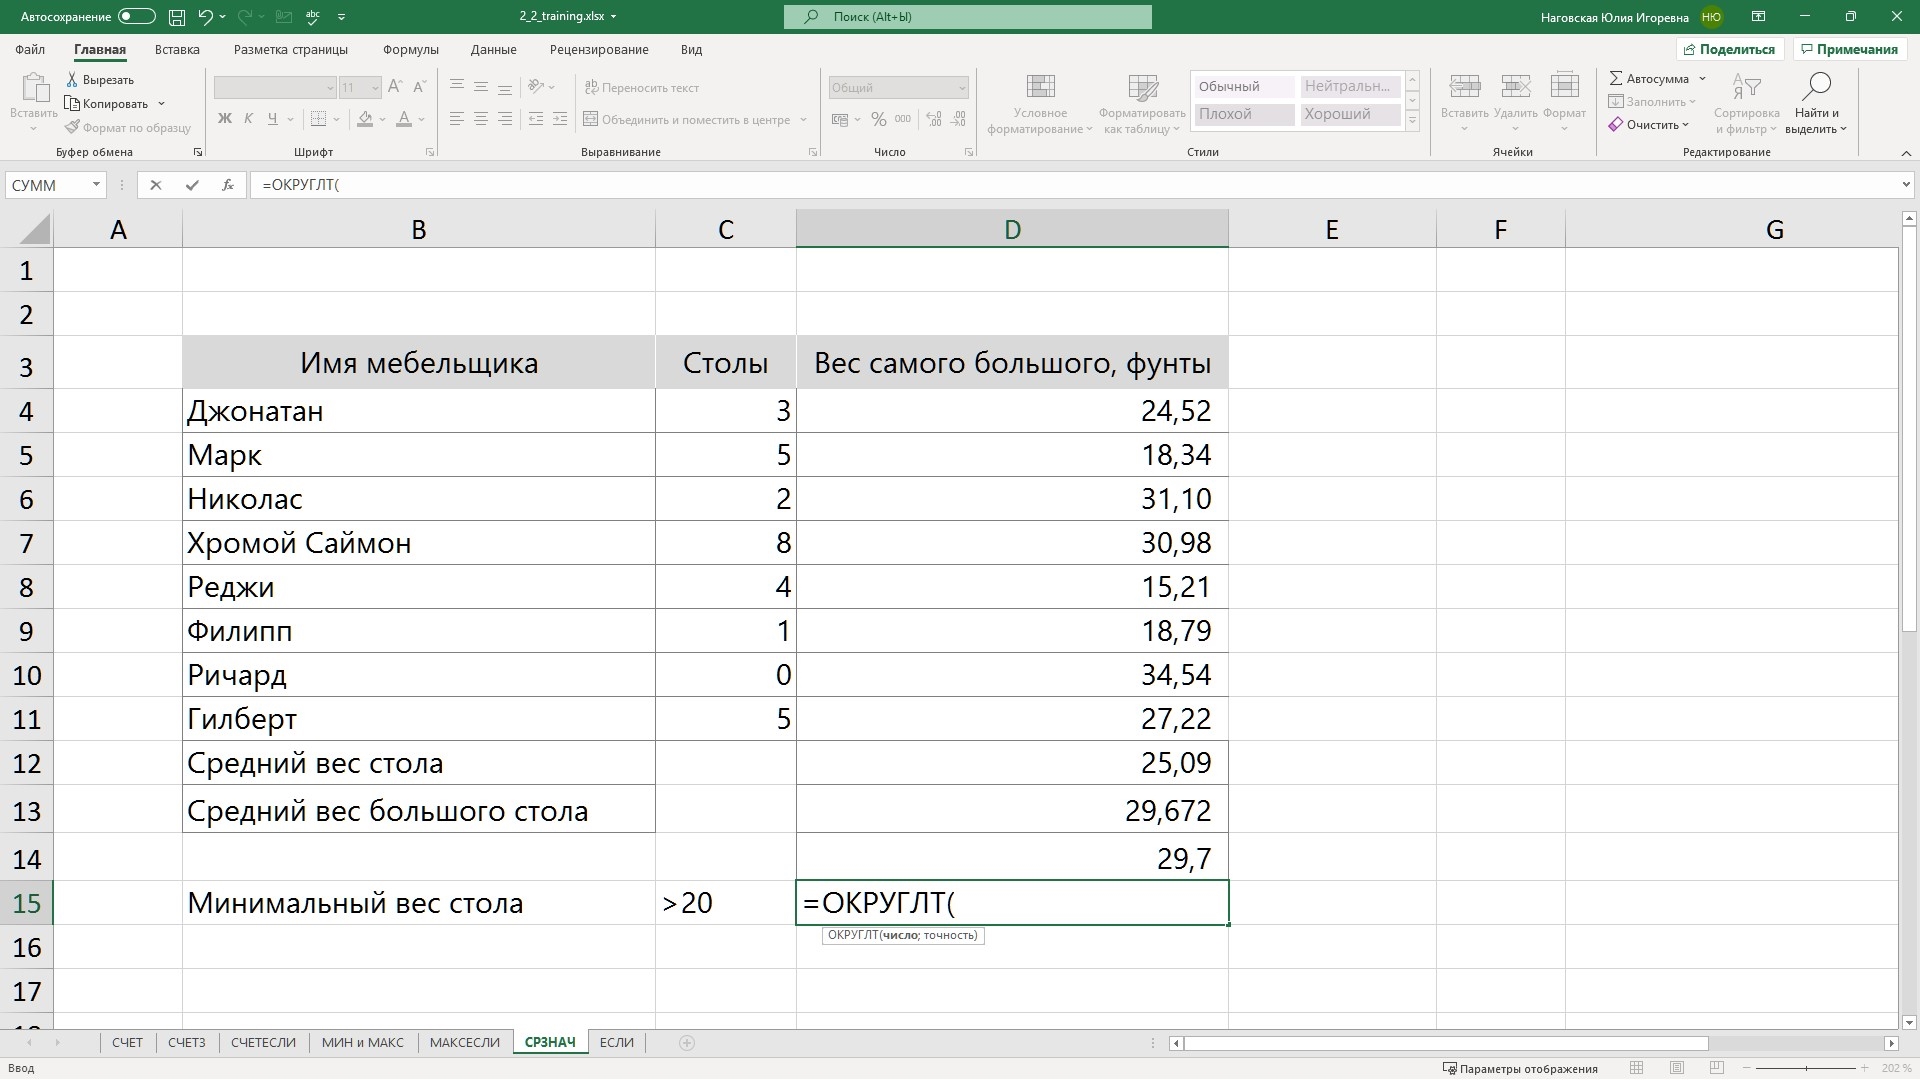 Автосохранение
2_2_training.xlsx
Поиск (Alt+Ы)
Наговская Юлия Игоревна
НЮ
Файл Главная Вставка Разметка страницы Формулы Данные Рецензирование Вид
Поделиться
Примечания
Вставить
Вырезать
Копировать
Формат по образцу
Буфер обмена
11
Ж К Ч
Шрифт
Переносить текст
Объединить и поместить в центре
Выравнивание
Общий
% 000
Число
Условное форматирование
Форматировать как таблицу
Обычный Нейтральн...
Плохой Хороший
Стили
Вставить Удалить Формат
Ячейки
Автосумма
Заполнить
Очистить
Сортировка и фильтр
Найти и выделить
Редактирование
СУММ
fx
=ОКРУГЛТ(
A B C D E F G
1
2
3 Имя мебельщика Столы Вес самого большого, фунты
4 Джонатан 3 24,52
5 Марк 5 18,34
6 Николас 2 31,10
7 Хромой Саймон 8 30,98
8 Реджи 4 15,21
9 Филипп 1 18,79
10 Ричард 0 34,54
11 Гилберт 5 27,22
12 Средний вес стола 25,09
13 Средний вес большого стола 29,672
14 29,7
15 Минимальный вес стола >20 =ОКРУГЛТ(
ОКРУГЛТ(число; точность)
16
17
СЧЕТ СЧЕТЗ СЧЕТЕСЛИ МИН и МАКС МАКСЕСЛИ СРЗНАЧ ЕСЛИ
Ввод
Параметры отображения
202 %